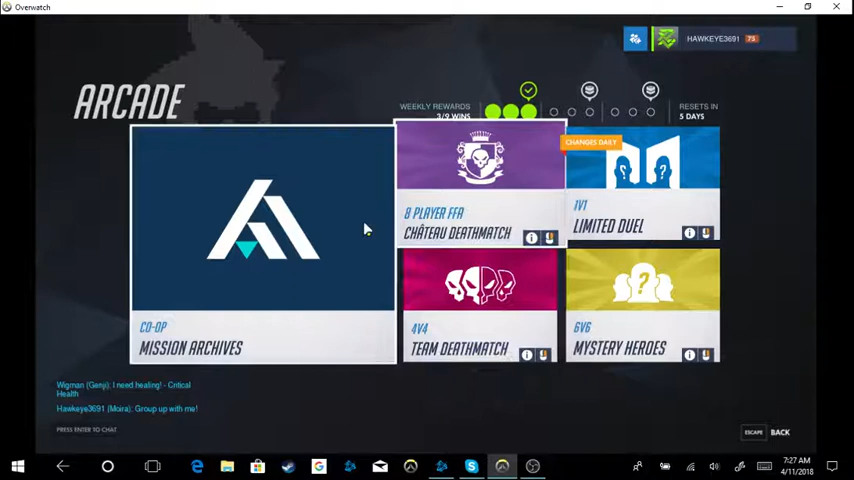 Overwatch
HAWKEYE3691 73
ARCADE
WEEKLY REWARDS
3/9 WINS
RESETS IN
5 DAYS
CO-OP
MISSION ARCHIVES
8 PLAYER FFA
CHÂTEAU DEATHMATCH
CHANGES DAILY
1V1
LIMITED DUEL
4V4
TEAM DEATHMATCH
6V6
MYSTERY HEROES
Wigman (Genji): I need healing! - Critical
Health
Hawkeye3691 (Moira): Group up with me!
PRESS ENTER TO CHAT
ESCAPE BACK
7:27 AM
4/11/2018